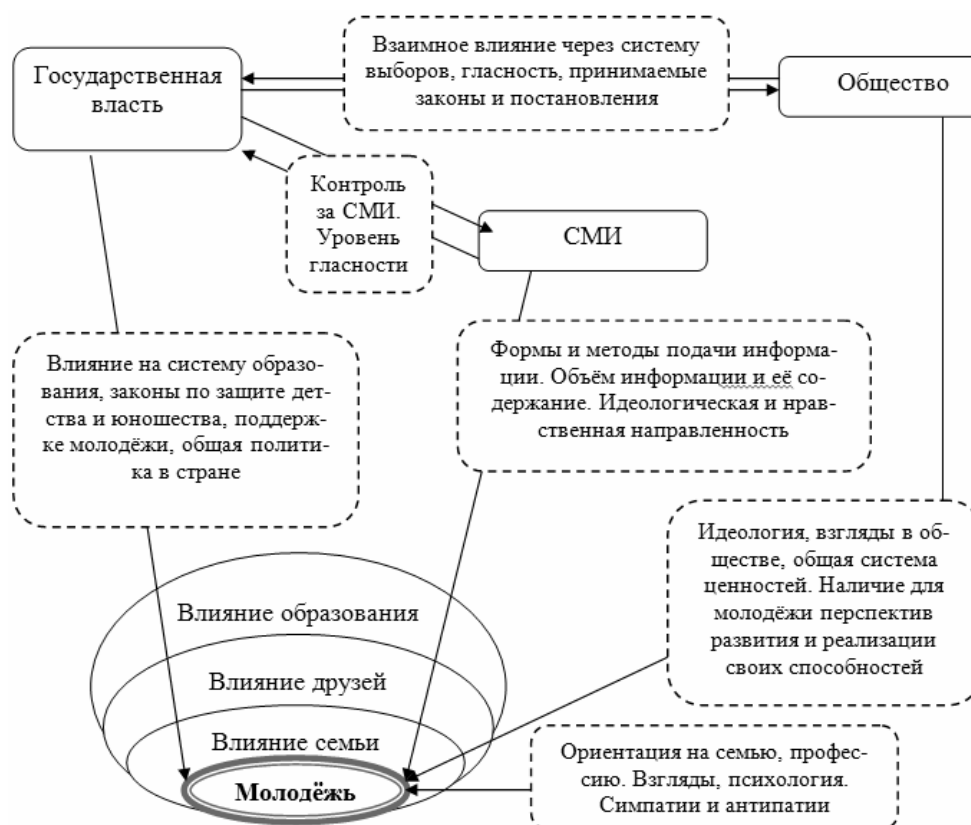 Взаимное влияние через систему
выборов, гласность, принимаемые
законы и постановления
Государственная
власть
Общество
Контроль
за СМИ.
Уровень
гласности
СМИ
Влияние на систему образо-
вания, законы по защите дет-
ства и юношества, поддерж-
ке молодёжи, общая полити-
ка в стране
Формы и методы подачи информа-
ции. Объём информации и её со-
держание. Идеологическая и нрав-
ственная направленность
Идеология, взгляды в об-
ществе, общая система
ценностей. Наличие для
молодёжи перспектив
развития и реализации
своих способностей
Влияние образования
Влияние друзей
Влияние семьи
Молодёжь
Ориентация на семью, профес-
сию. Взгляды, психология.
Симпатии и антипатии